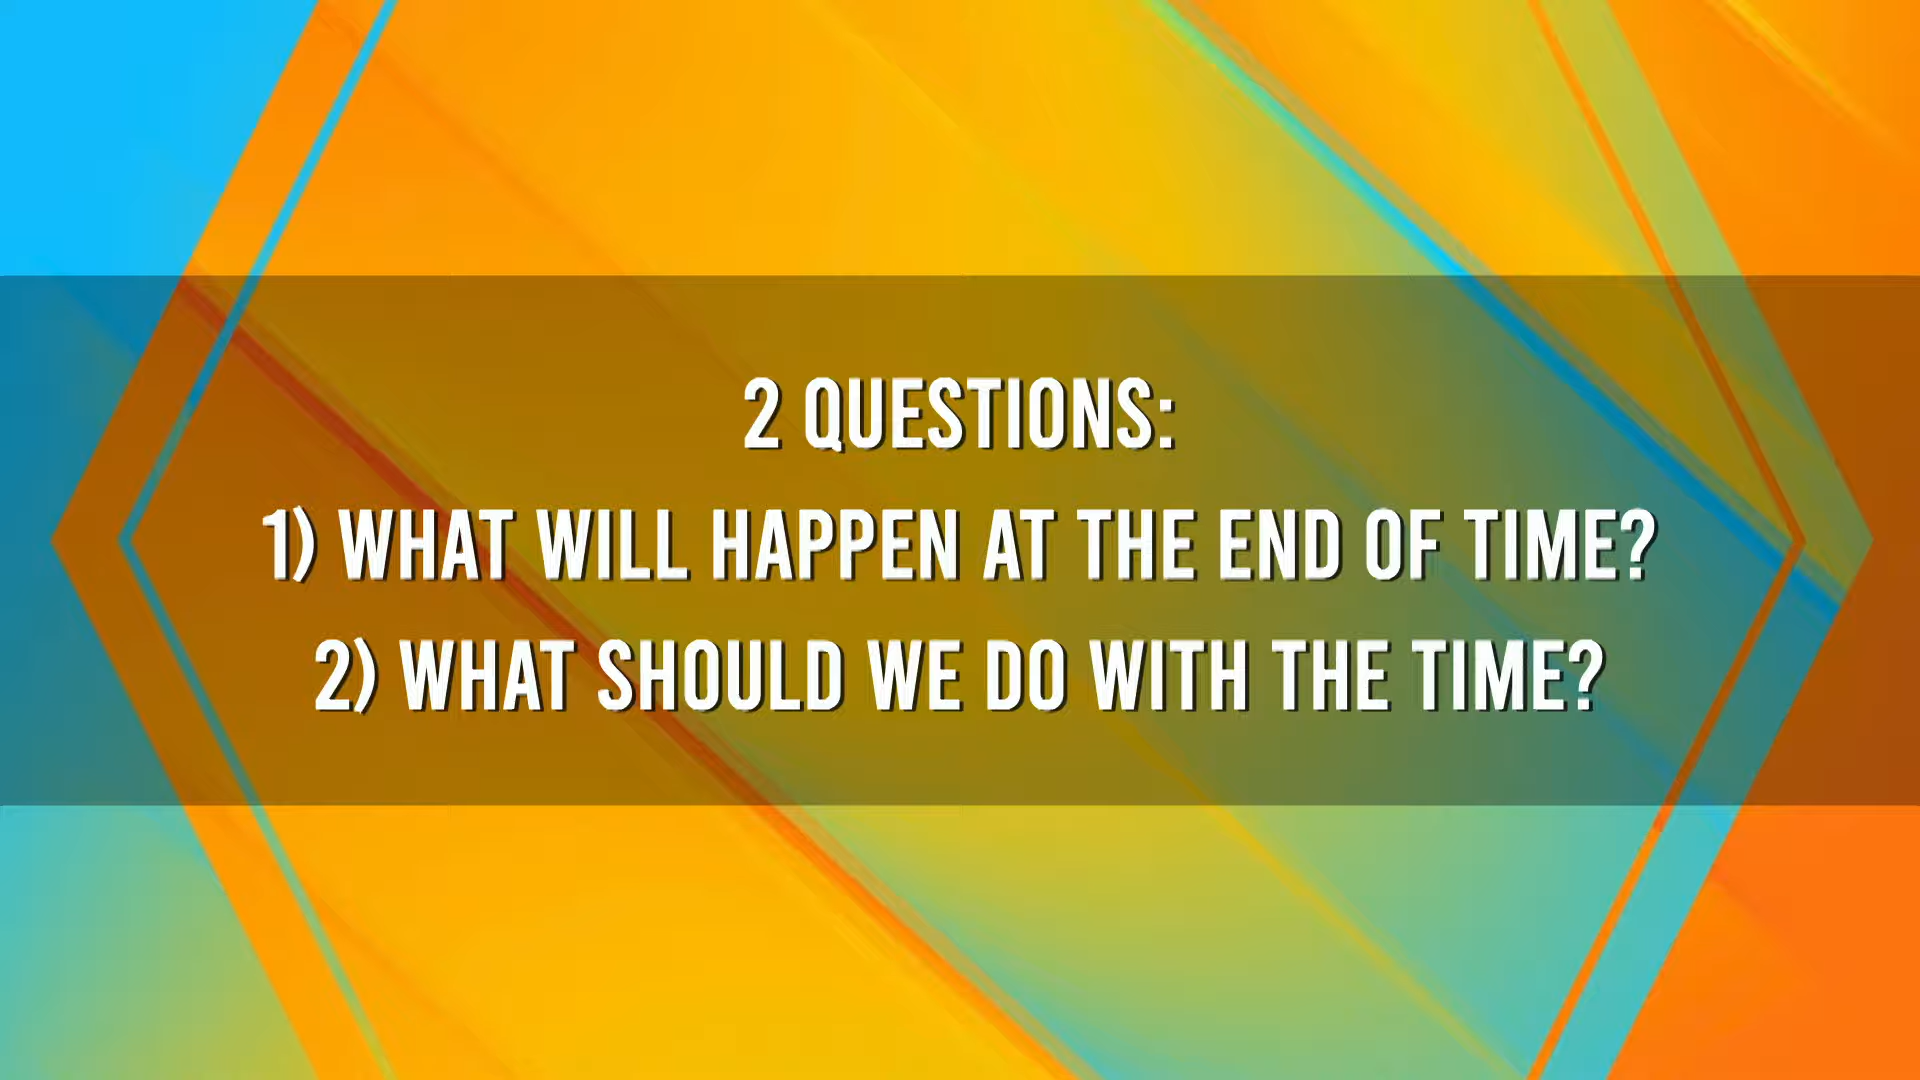 2 QUESTIONS:
1) WHAT WILL HAPPEN AT THE END OF TIME?
2) WHAT SHOULD WE DO WITH THE TIME?